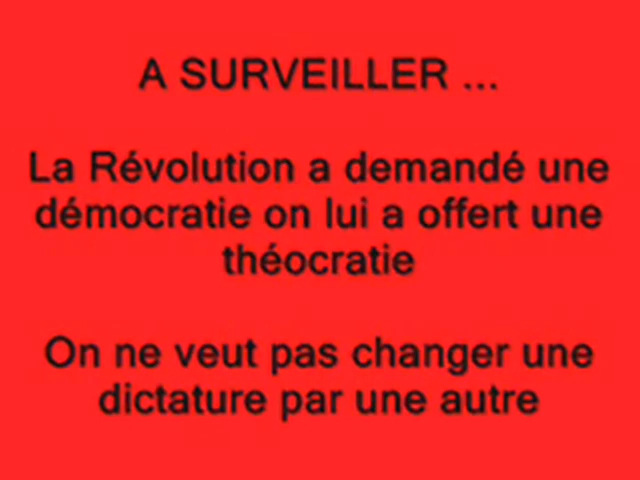 A SURVEILLER ...
La Révolution a demandé une
démocratie on lui a offert une
théocratie
On ne veut pas changer une
dictature par une autre